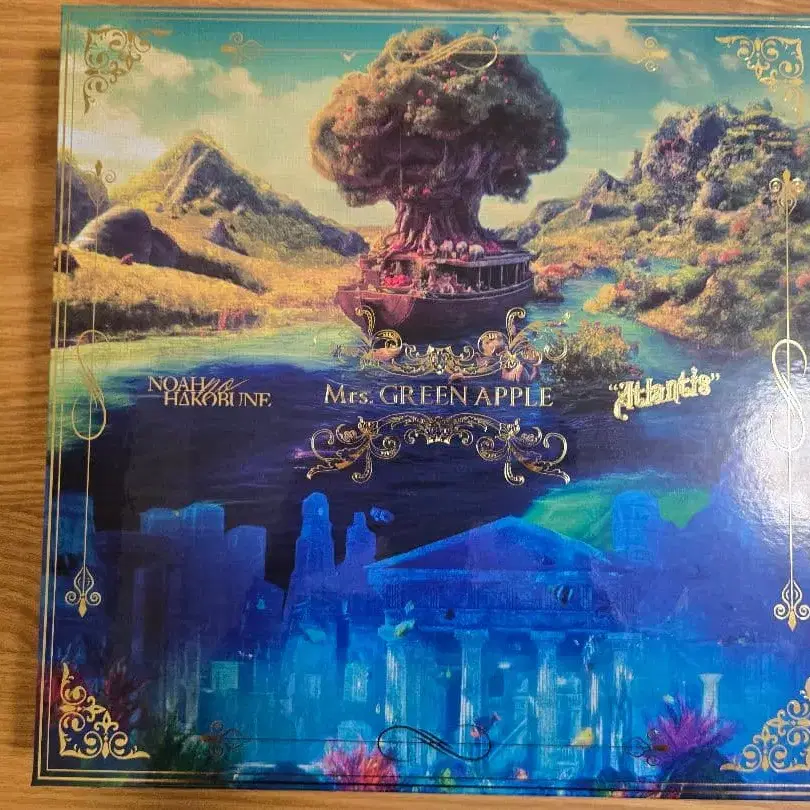 NOAH no
HAKOBUNE
Mrs. GREEN APPLE
"Atlantis"